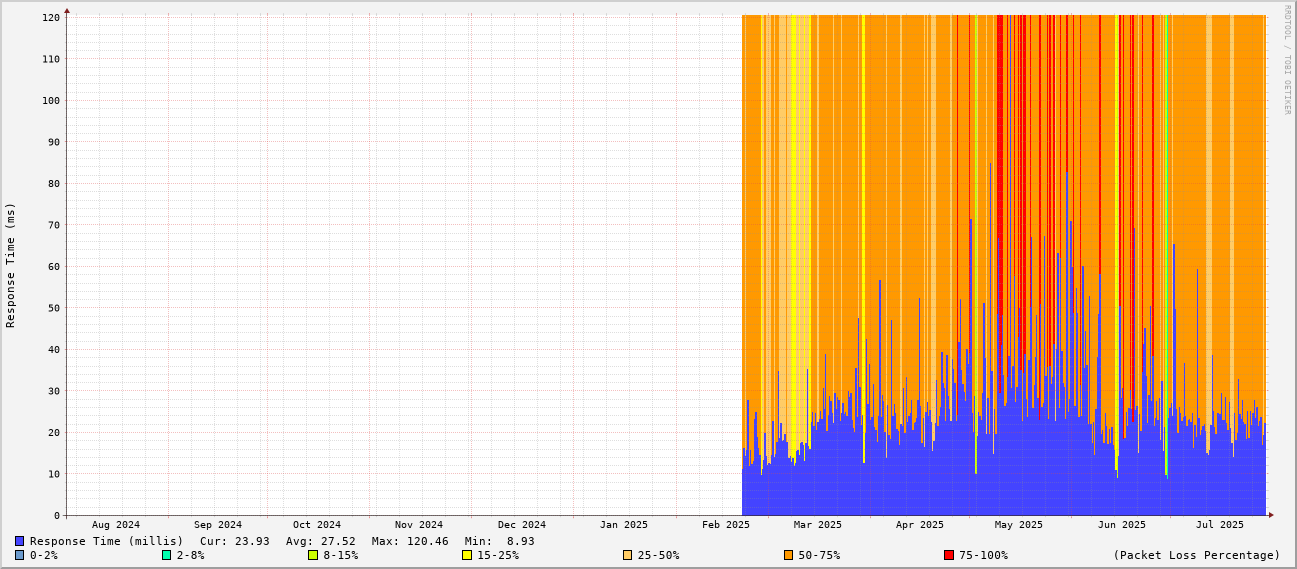 RRDTOOL / TOBI OETIKER
Response Time (ms)
120
110
100
90
80
70
60
50
40
30
20
10
0
Aug 2024 Sep 2024 Oct 2024 Nov 2024 Dec 2024 Jan 2025 Feb 2025 Mar 2025 Apr 2025 May 2025 Jun 2025 Jul 2025
Response Time (millis) Cur: 23.93 Avg: 27.52 Max: 120.46 Min: 8.93
0-2% 2-8% 8-15% 15-25% 25-50% 50-75% 75-100% (Packet Loss Percentage)